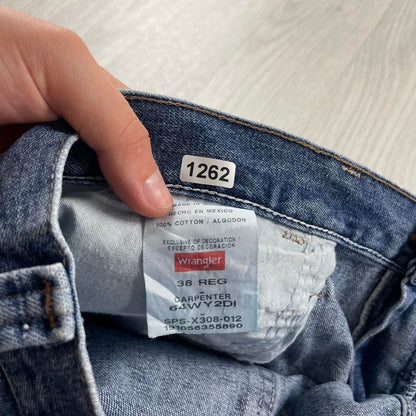 1262
HECHO EN MEXICO
100% COTTON / ALGODON
EXCLUSIVE OF DECORATION
EXCEPTO DECORACION
Wrangler
38 REG
CARPENTER
64WY2DI
SPS-X308-012
191056355890